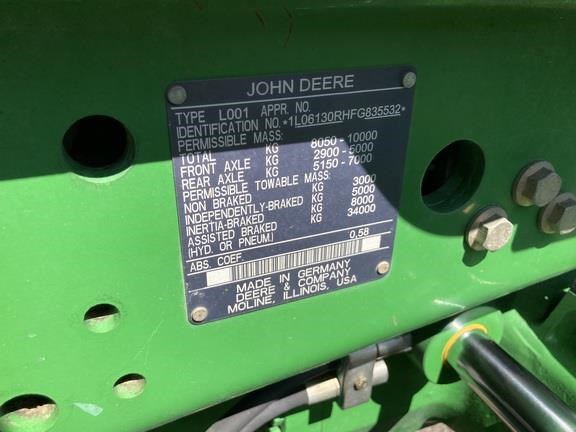 JOHN DEERE
TYPE L001 APPR. NO.
IDENTIFICATION NO.*1L06130RHFG835532*
PERMISSIBLE MASS:
TOTAL KG 8050-10000
FRONT AXLE KG 2900-5000
REAR AXLE KG 5150-7000
PERMISSIBLE TOWABLE MASS:
NON BRAKED KG 3000
INDEPENDENTLY-BRAKED KG 5000
INERTIA-BRAKED KG 8000
ASSISTED BRAKED KG 34000
(HYD. OR PNEUM.)
ABS. COEF. 0,58
MADE IN GERMANY
DEERE & COMPANY
MOLINE, ILLINOIS, USA